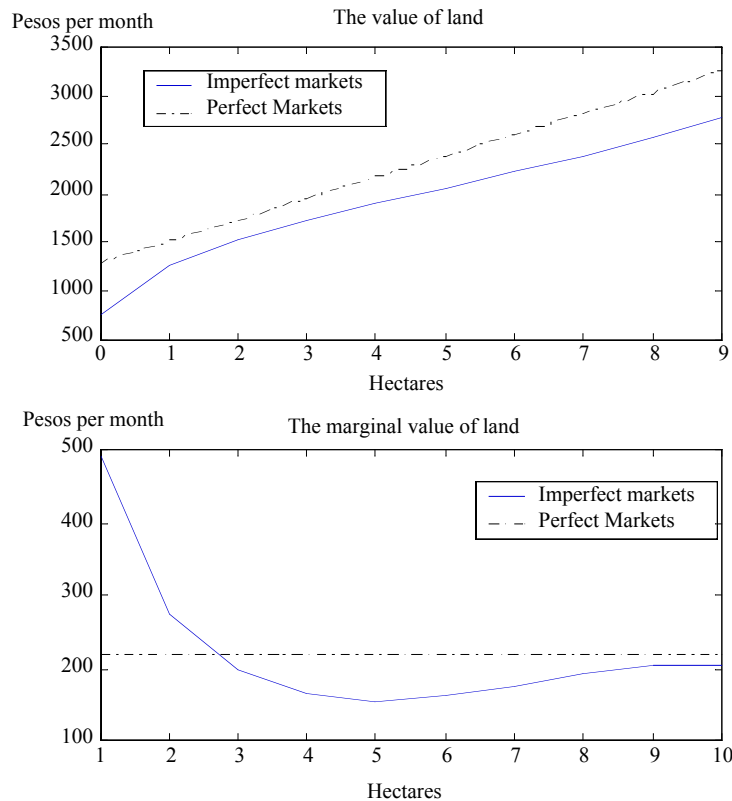 Pesos per month
The value of land
3500
3000
2500
2000
1500
1000
500
Imperfect markets
Perfect Markets
0 1 2 3 4 5 6 7 8 9
Hectares
Pesos per month
The marginal value of land
500
400
300
200
100
Imperfect markets
Perfect Markets
1 2 3 4 5 6 7 8 9 10
Hectares